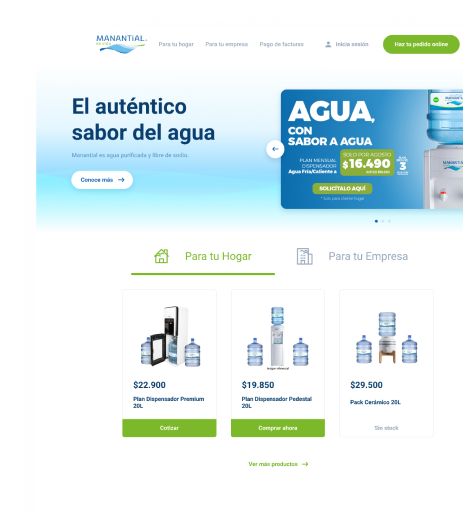 MANANTIAL
Para tu hogar
Para tu empresa
Pago de facturas
Inicia sesión
Haz tu pedido online
El auténtico
sabor del agua
Manantial es agua purificada y libre de sodio.
Conoce más
AGUA,
CON
SABOR A AGUA
PLAN MENSUAL
DISPENSADOR
Agua Fría/Caliente a
SOLO POR AGOSTO
$16.490
3
SOLICÍTALO AQUÍ
Para tu Hogar
Para tu Empresa
$22.900
Plan Dispensador Premium
20L
Cotizar
Imagen referencial
$19.850
Plan Dispensador Pedestal
20L
Comprar ahora
$29.500
Pack Cerámico 20L
Sin stock
Ver más productos